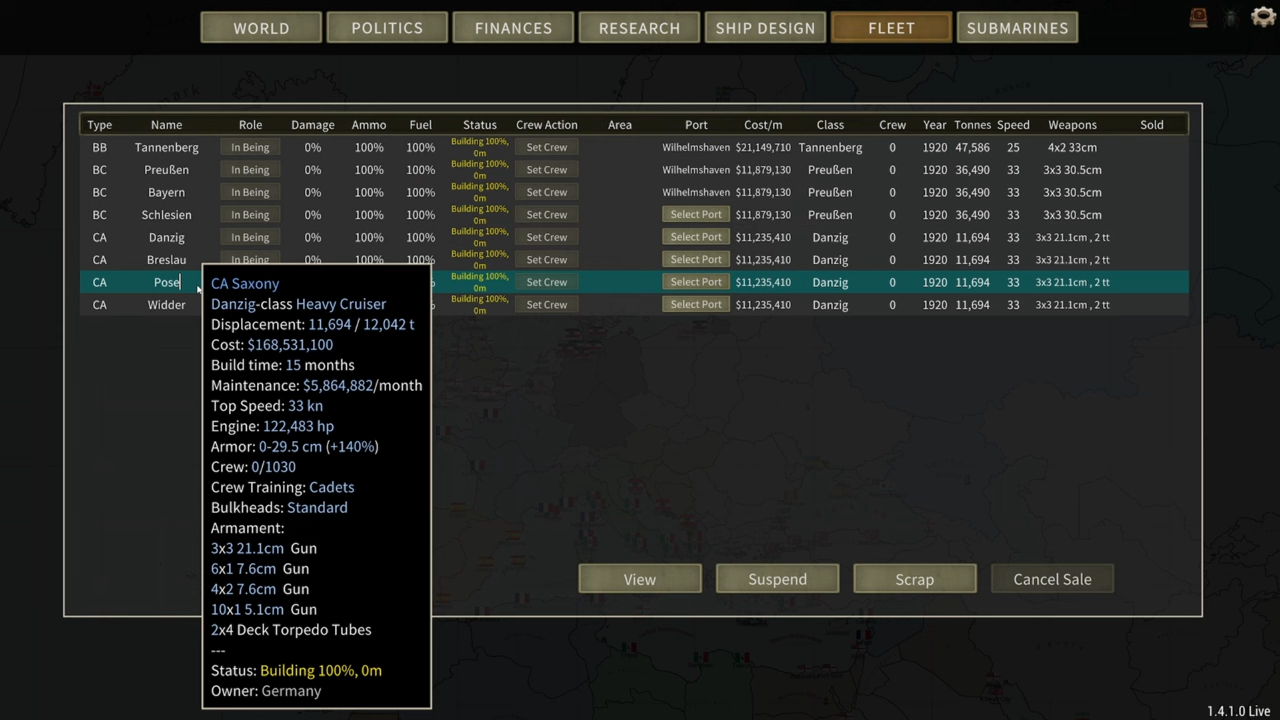 WORLD POLITICS FINANCES RESEARCH SHIP DESIGN FLEET SUBMARINES
Type Name Role Damage Ammo Fuel Status Crew Action Area Port Cost/m Class Crew Year Tonnes Speed Weapons Sold
BB Tannenberg In Being 0% 100% 100% Building 100%, 0m Set Crew Wilhelmshaven $21,149,710 Tannenberg 0 1920 47,586 25 4x2 33cm
BC Preußen In Being 0% 100% 100% Building 100%, 0m Set Crew Wilhelmshaven $11,879,130 Preußen 0 1920 36,490 33 3x3 30.5cm
BC Bayern In Being 0% 100% 100% Building 100%, 0m Set Crew Wilhelmshaven $11,879,130 Preußen 0 1920 36,490 33 3x3 30.5cm
BC Schlesien In Being 0% 100% 100% Building 100%, 0m Set Crew Select Port $11,879,130 Preußen 0 1920 36,490 33 3x3 30.5cm
CA Danzig In Being 0% 100% 100% Building 100%, 0m Set Crew Select Port $11,235,410 Danzig 0 1920 11,694 33 3x3 21.1cm , 2 tt
CA Breslau In Being 0% 100% 100% Building 100%, 0m Set Crew Select Port $11,235,410 Danzig 0 1920 11,694 33 3x3 21.1cm , 2 tt
CA Pose % Building 100%, 0m Set Crew Select Port $11,235,410 Danzig 0 1920 11,694 33 3x3 21.1cm , 2 tt
CA Widder % Building 100%, 0m Set Crew Select Port $11,235,410 Danzig 0 1920 11,694 33 3x3 21.1cm , 2 tt
CA Saxony
Danzig-class Heavy Cruiser
Displacement: 11,694 / 12,042 t
Cost: $168,531,100
Build time: 15 months
Maintenance: $5,864,882/month
Top Speed: 33 kn
Engine: 122,483 hp
Armor: 0-29.5 cm (+140%)
Crew: 0/1030
Crew Training: Cadets
Bulkheads: Standard
Armament:
3x3 21.1cm Gun
6x1 7.6cm Gun
4x2 7.6cm Gun
10x1 5.1cm Gun
2x4 Deck Torpedo Tubes
---
Status: Building 100%, 0m
Owner: Germany
View Suspend Scrap Cancel Sale
1.4.1.0 Live